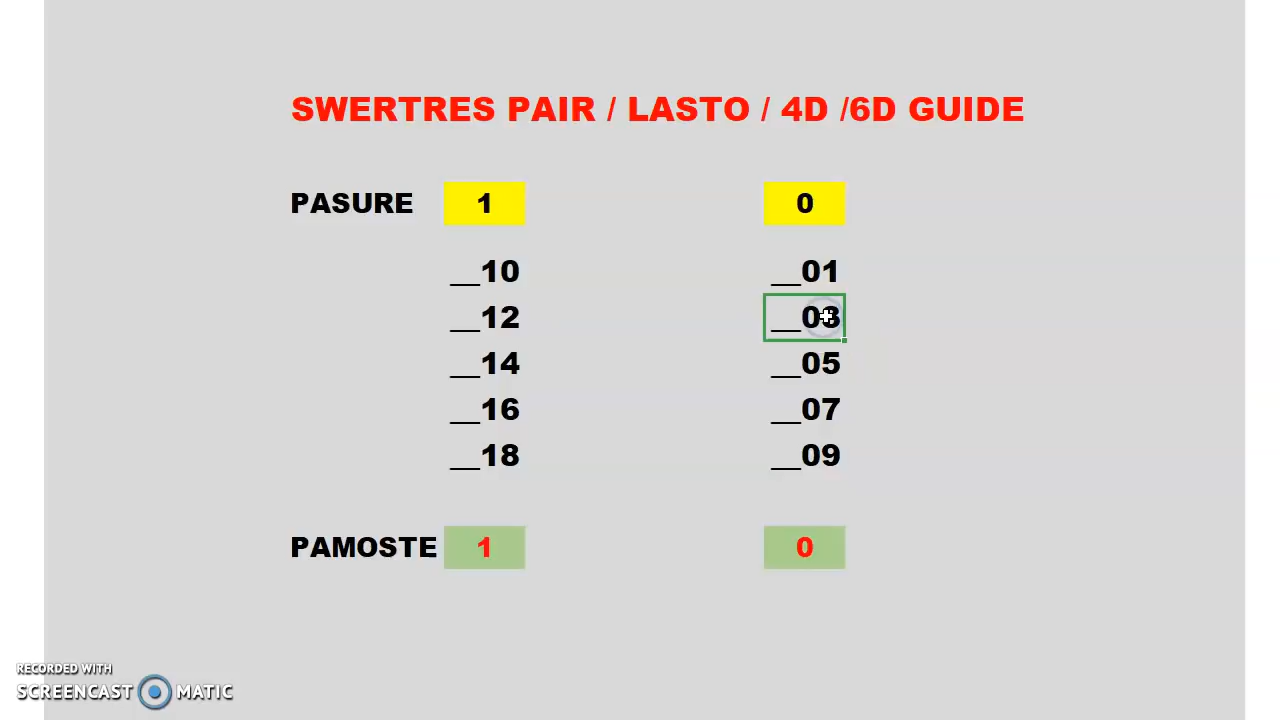 SWERTRES PAIR / LASTO / 4D /6D GUIDE
PASURE 1 0
__10 __01
__12 __03
__14 __05
__16 __07
__18 __09
PAMOSTE 1 0
RECORDED WITH
SCREENCAST MATIC